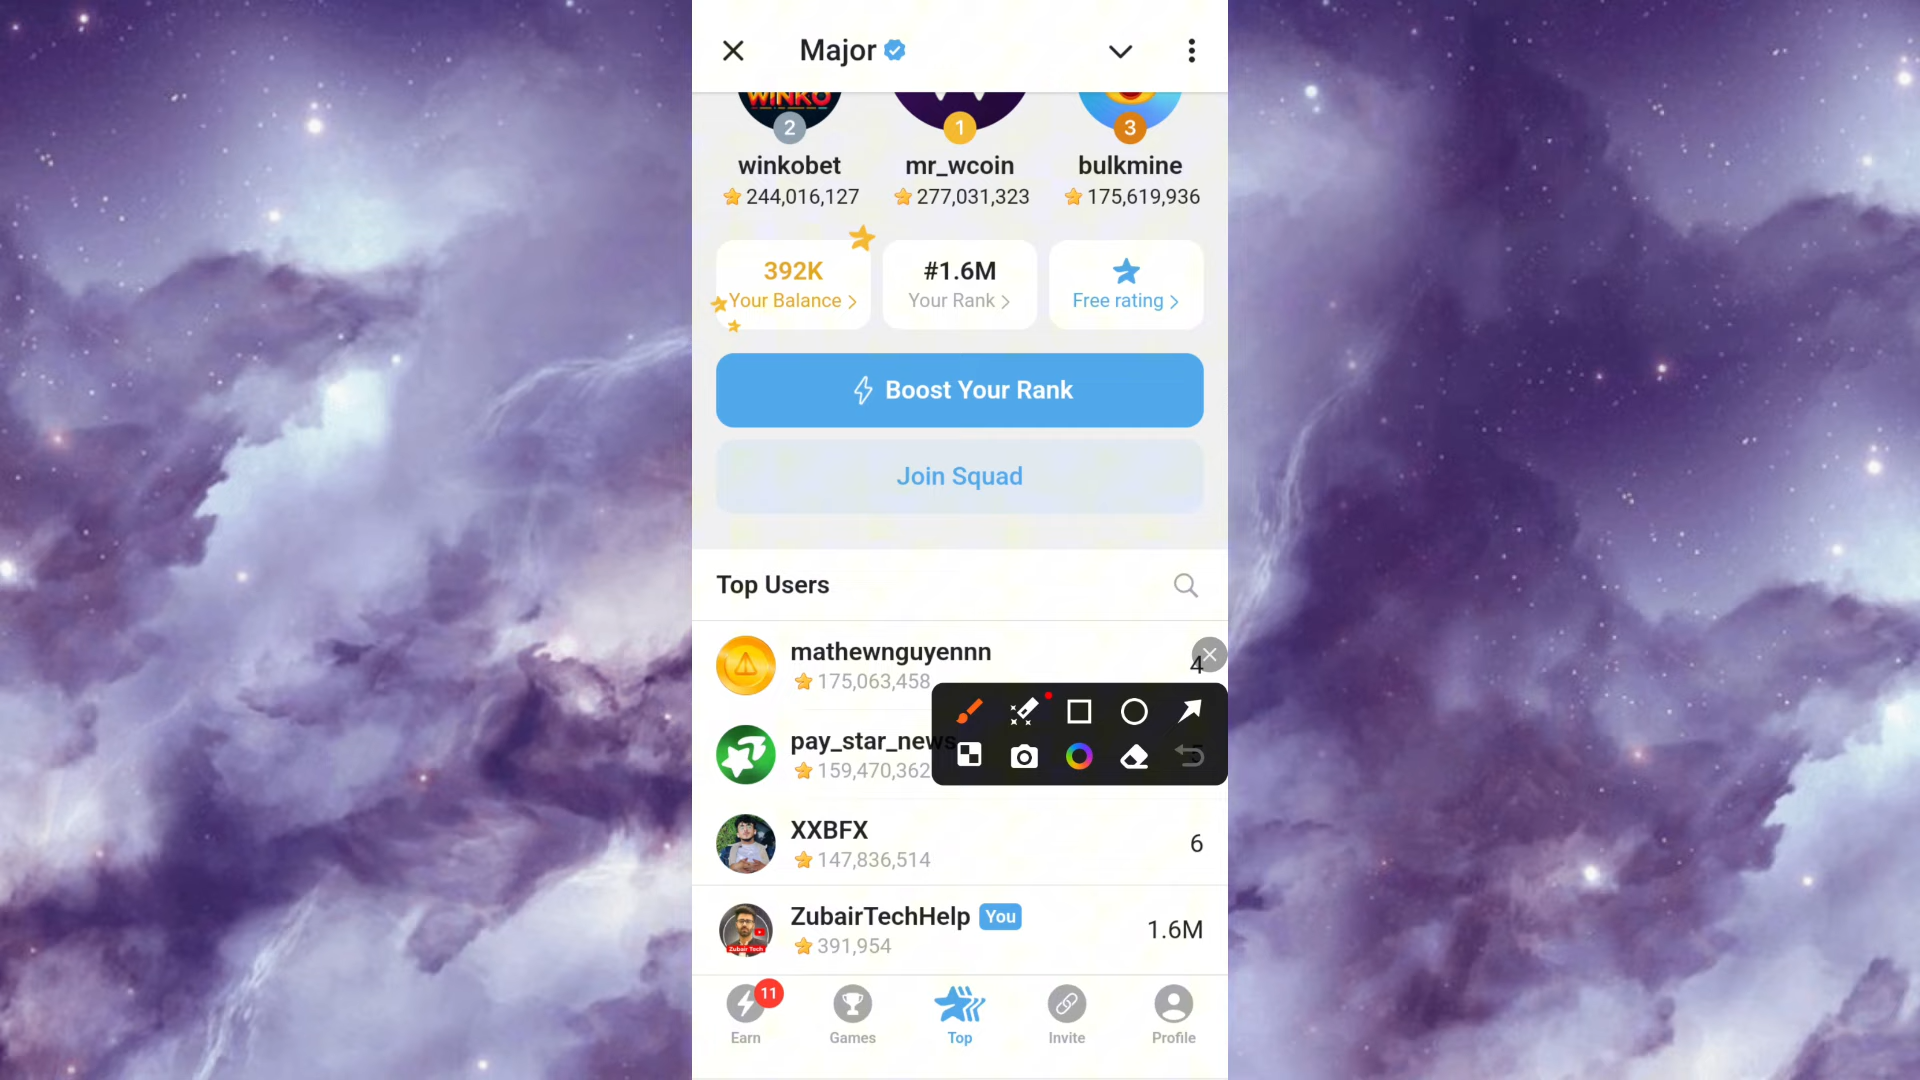 Major
WINKO
2
1
3
winkobet
mr_wcoin
bulkmine
244,016,127
277,031,323
175,619,936
392K
#1.6M
Your Balance
Your Rank
Free rating
Boost Your Rank
Join Squad
Top Users
mathewnguyennn
175,063,458
4
pay_star_news
159,470,362
5
XXBFX
147,836,514
6
ZubairTechHelp You
391,954
1.6M
Zubair Tech
11
Earn
Games
Top
Invite
Profile